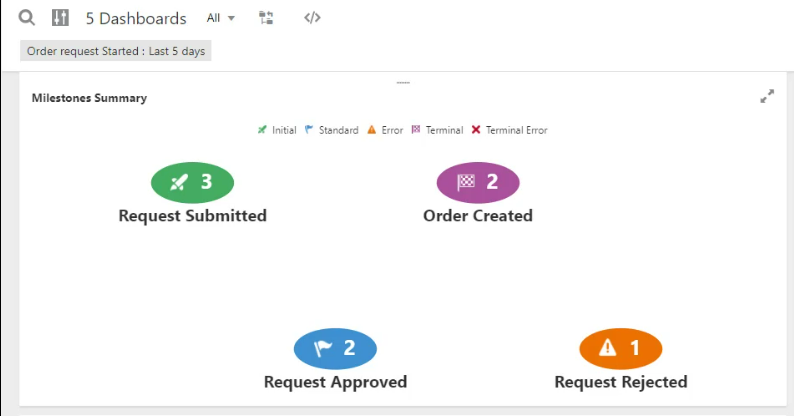 5 Dashboards All
Order request Started : Last 5 days
Milestones Summary
Initial Standard Error Terminal Terminal Error
3 2
Request Submitted Order Created
2 1
Request Approved Request Rejected